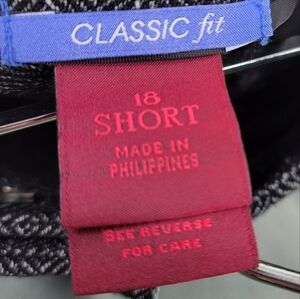 CLASSIC fit
18
SHORT
MADE IN
PHILIPPINES
SEE REVERSE
FOR CARE